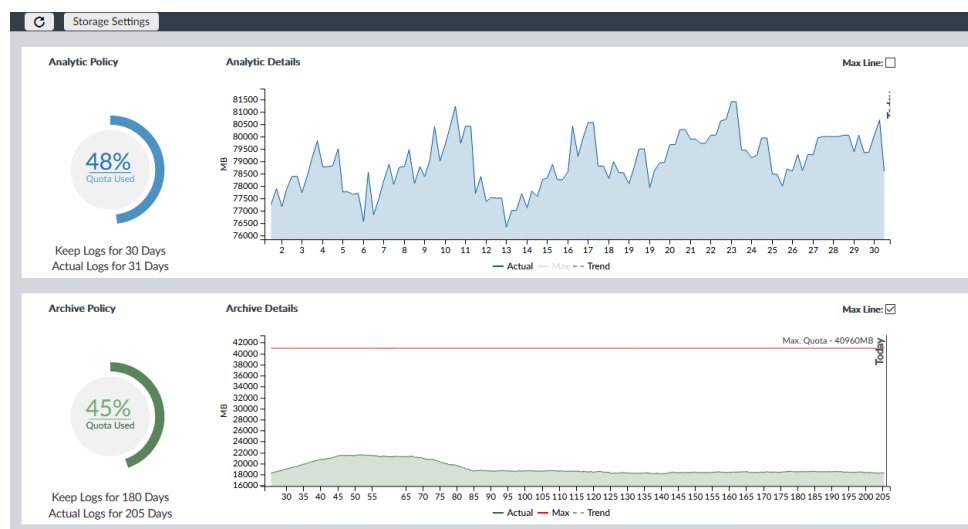 Storage Settings
Analytic Policy
Analytic Details
Max Line:
48%
Quota Used
Keep Logs for 30 Days
Actual Logs for 31 Days
MB
81500
81000
80500
80000
79500
79000
78500
78000
77500
77000
76500
76000
2 3 4 5 6 7 8 9 10 11 12 13 14 15 16 17 18 19 20 21 22 23 24 25 26 27 28 29 30
Actual Max Trend
Archive Policy
Archive Details
Max Line:
45%
Quota Used
Keep Logs for 180 Days
Actual Logs for 205 Days
Max. Quota - 40960MB
Today
MB
42000
40000
38000
36000
34000
32000
30000
28000
26000
24000
22000
20000
18000
16000
30 35 40 45 50 55 65 70 75 80 85 90 95 100 105 110 115 120 125 130 135 140 145 150 155 160 165 170 175 180 185 190 195 200 205
Actual Max Trend